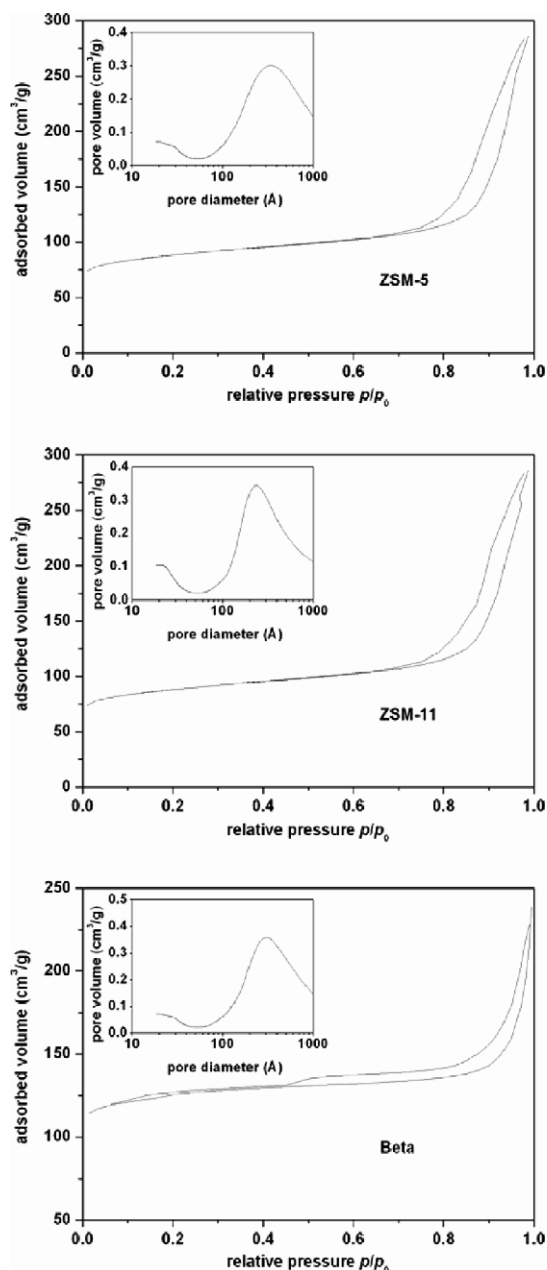 300
250
200
150
100
50
0
adsorbed volume (cm³/g)
0.4
0.3
0.2
0.1
0.0
pore volume (cm³/g)
10 100 1000
pore diameter (Å)
ZSM-5
0.0 0.2 0.4 0.6 0.8 1.0
relative pressure p/p₀
300
250
200
150
100
50
0
adsorbed volume (cm³/g)
0.4
0.3
0.2
0.1
0.0
pore volume (cm³/g)
10 100 1000
pore diameter (Å)
ZSM-11
0.0 0.2 0.4 0.6 0.8 1.0
relative pressure p/p₀
250
200
150
100
50
adsorbed volume (cm³/g)
0.5
0.4
0.3
0.2
0.1
0.0
pore volume (cm³/g)
10 100 1000
pore diameter (Å)
Beta
0.0 0.2 0.4 0.6 0.8 1.0
relative pressure p/p₀